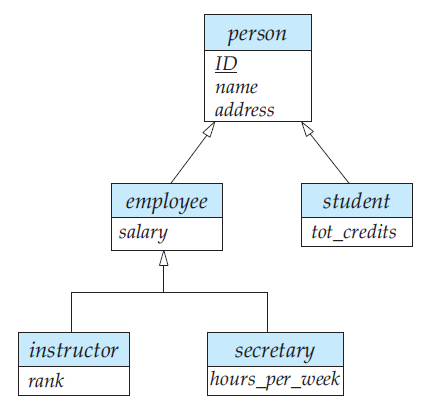 person
ID
name
address
employee
salary
student
tot_credits
instructor
rank
secretary
hours_per_week